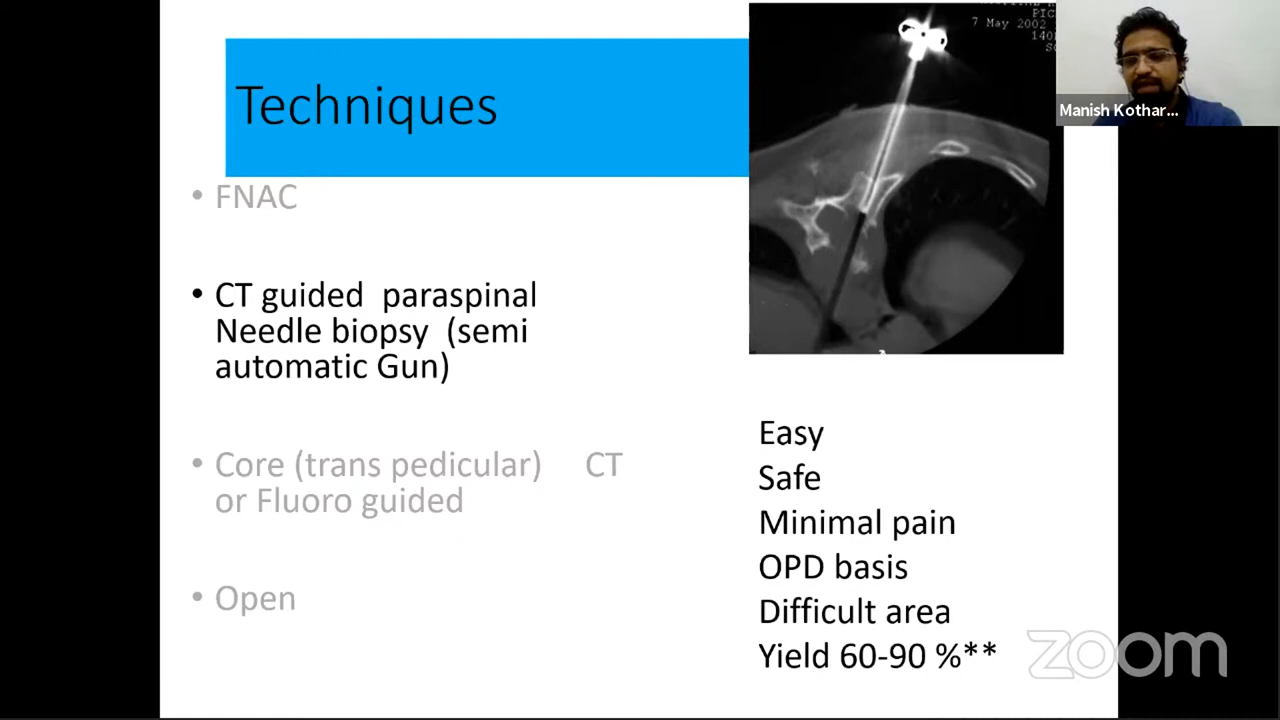 Techniques
• FNAC
• CT guided paraspinal
Needle biopsy (semi
automatic Gun)
• Core (trans pedicular) CT
or Fluoro guided
• Open
7 May 2002
Manish Kothar...
Easy
Safe
Minimal pain
OPD basis
Difficult area
Yield 60-90 %**
zoom